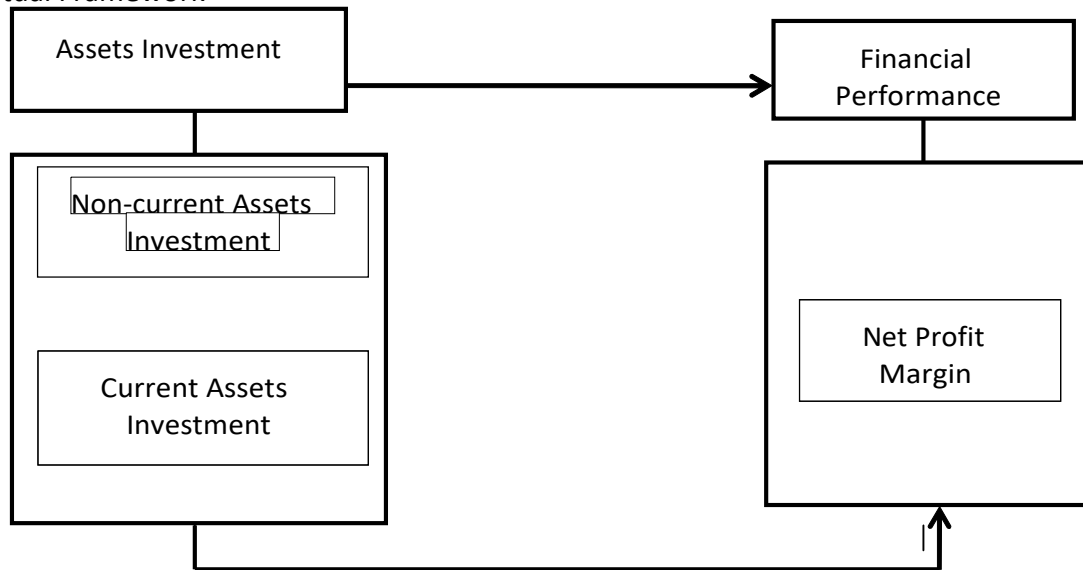 Assets Investment
Financial
Performance
Non-current Assets
Investment
Current Assets
Investment
Net Profit
Margin